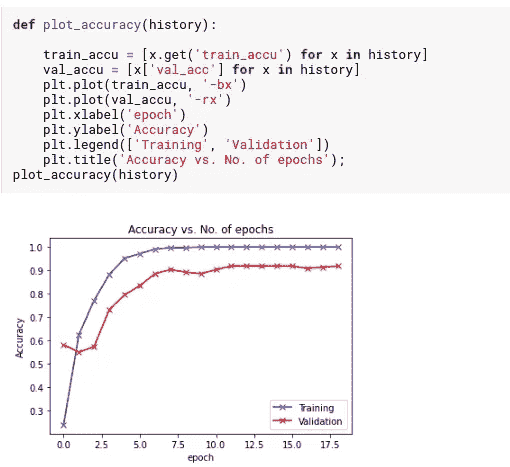 def plot_accuracy(history):
    train_accu = [x.get('train_accu') for x in history]
    val_accu = [x['val_acc'] for x in history]
    plt.plot(train_accu, '-bx')
    plt.plot(val_accu, '-rx')
    plt.xlabel('epoch')
    plt.ylabel('Accuracy')
    plt.legend(['Training', 'Validation'])
    plt.title('Accuracy vs. No. of epochs');
plot_accuracy(history)
Accuracy vs. No. of epochs
Accuracy
1.0
0.9
0.8
0.7
0.6
0.5
0.4
0.3
Training
Validation
0.0 2.5 5.0 7.5 10.0 12.5 15.0 17.5
epoch